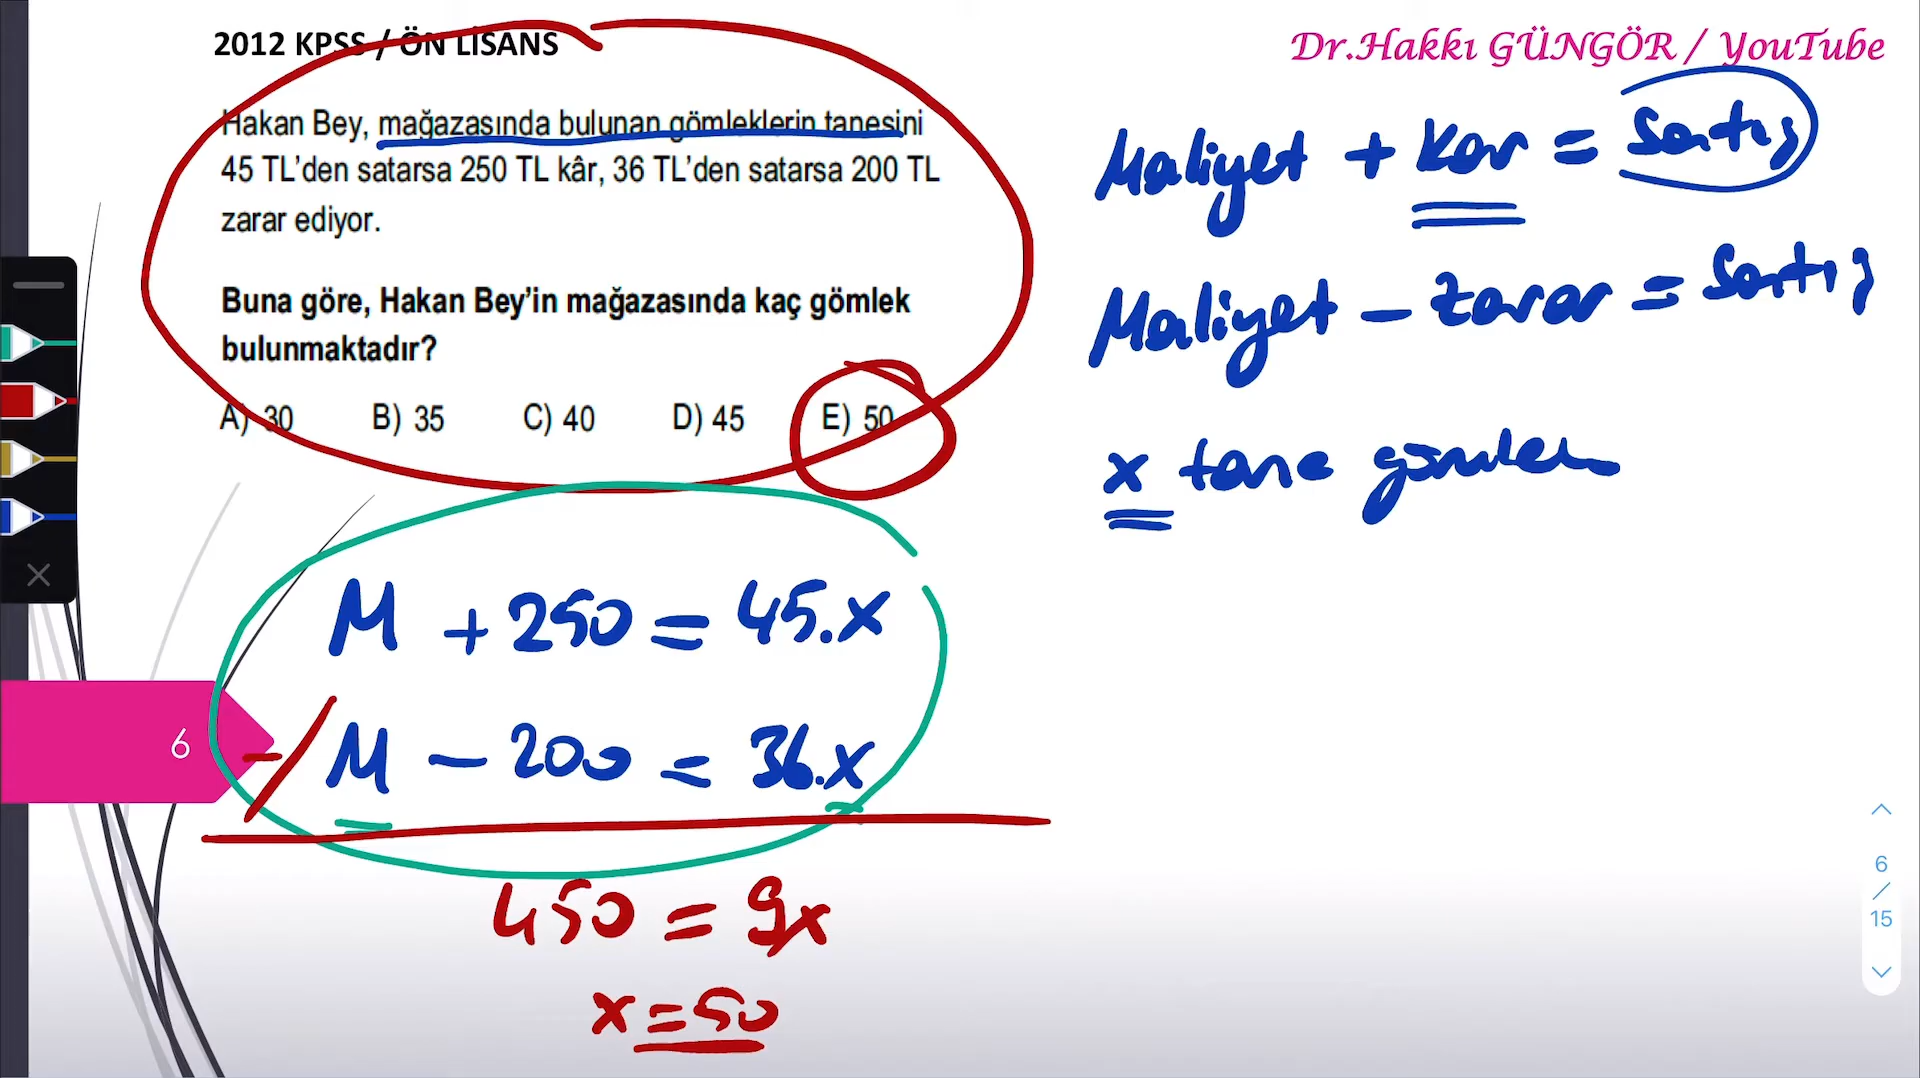 2012 KPSS / ÖN LİSANS
Dr.Hakkı GÜNGÖR / YouTube
Hakan Bey, mağazasında bulunan gömleklerin tanesini
45 TL'den satarsa 250 TL kâr, 36 TL'den satarsa 200 TL
zarar ediyor.
Buna göre, Hakan Bey'in mağazasında kaç gömlek
bulunmaktadır?
A) 30 B) 35 C) 40 D) 45 E) 50
Maliyet + Kar = Satış
Maliyet - Zarar = Satış
x tane gömlek
M + 250 = 45.x
- M - 200 = 36.x
450 = 9x
x = 50
6
6
/
15